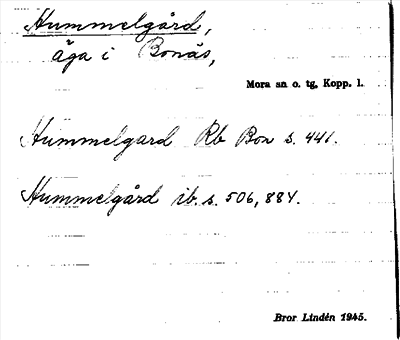 Hummelgård,
äga i Bonäs,
Mora sn o. tg, Kopp. l.
Hummelgard Rb Bon s. 441.
Hummelgård ib. s. 506, 884.
Bror Lindén 1945.